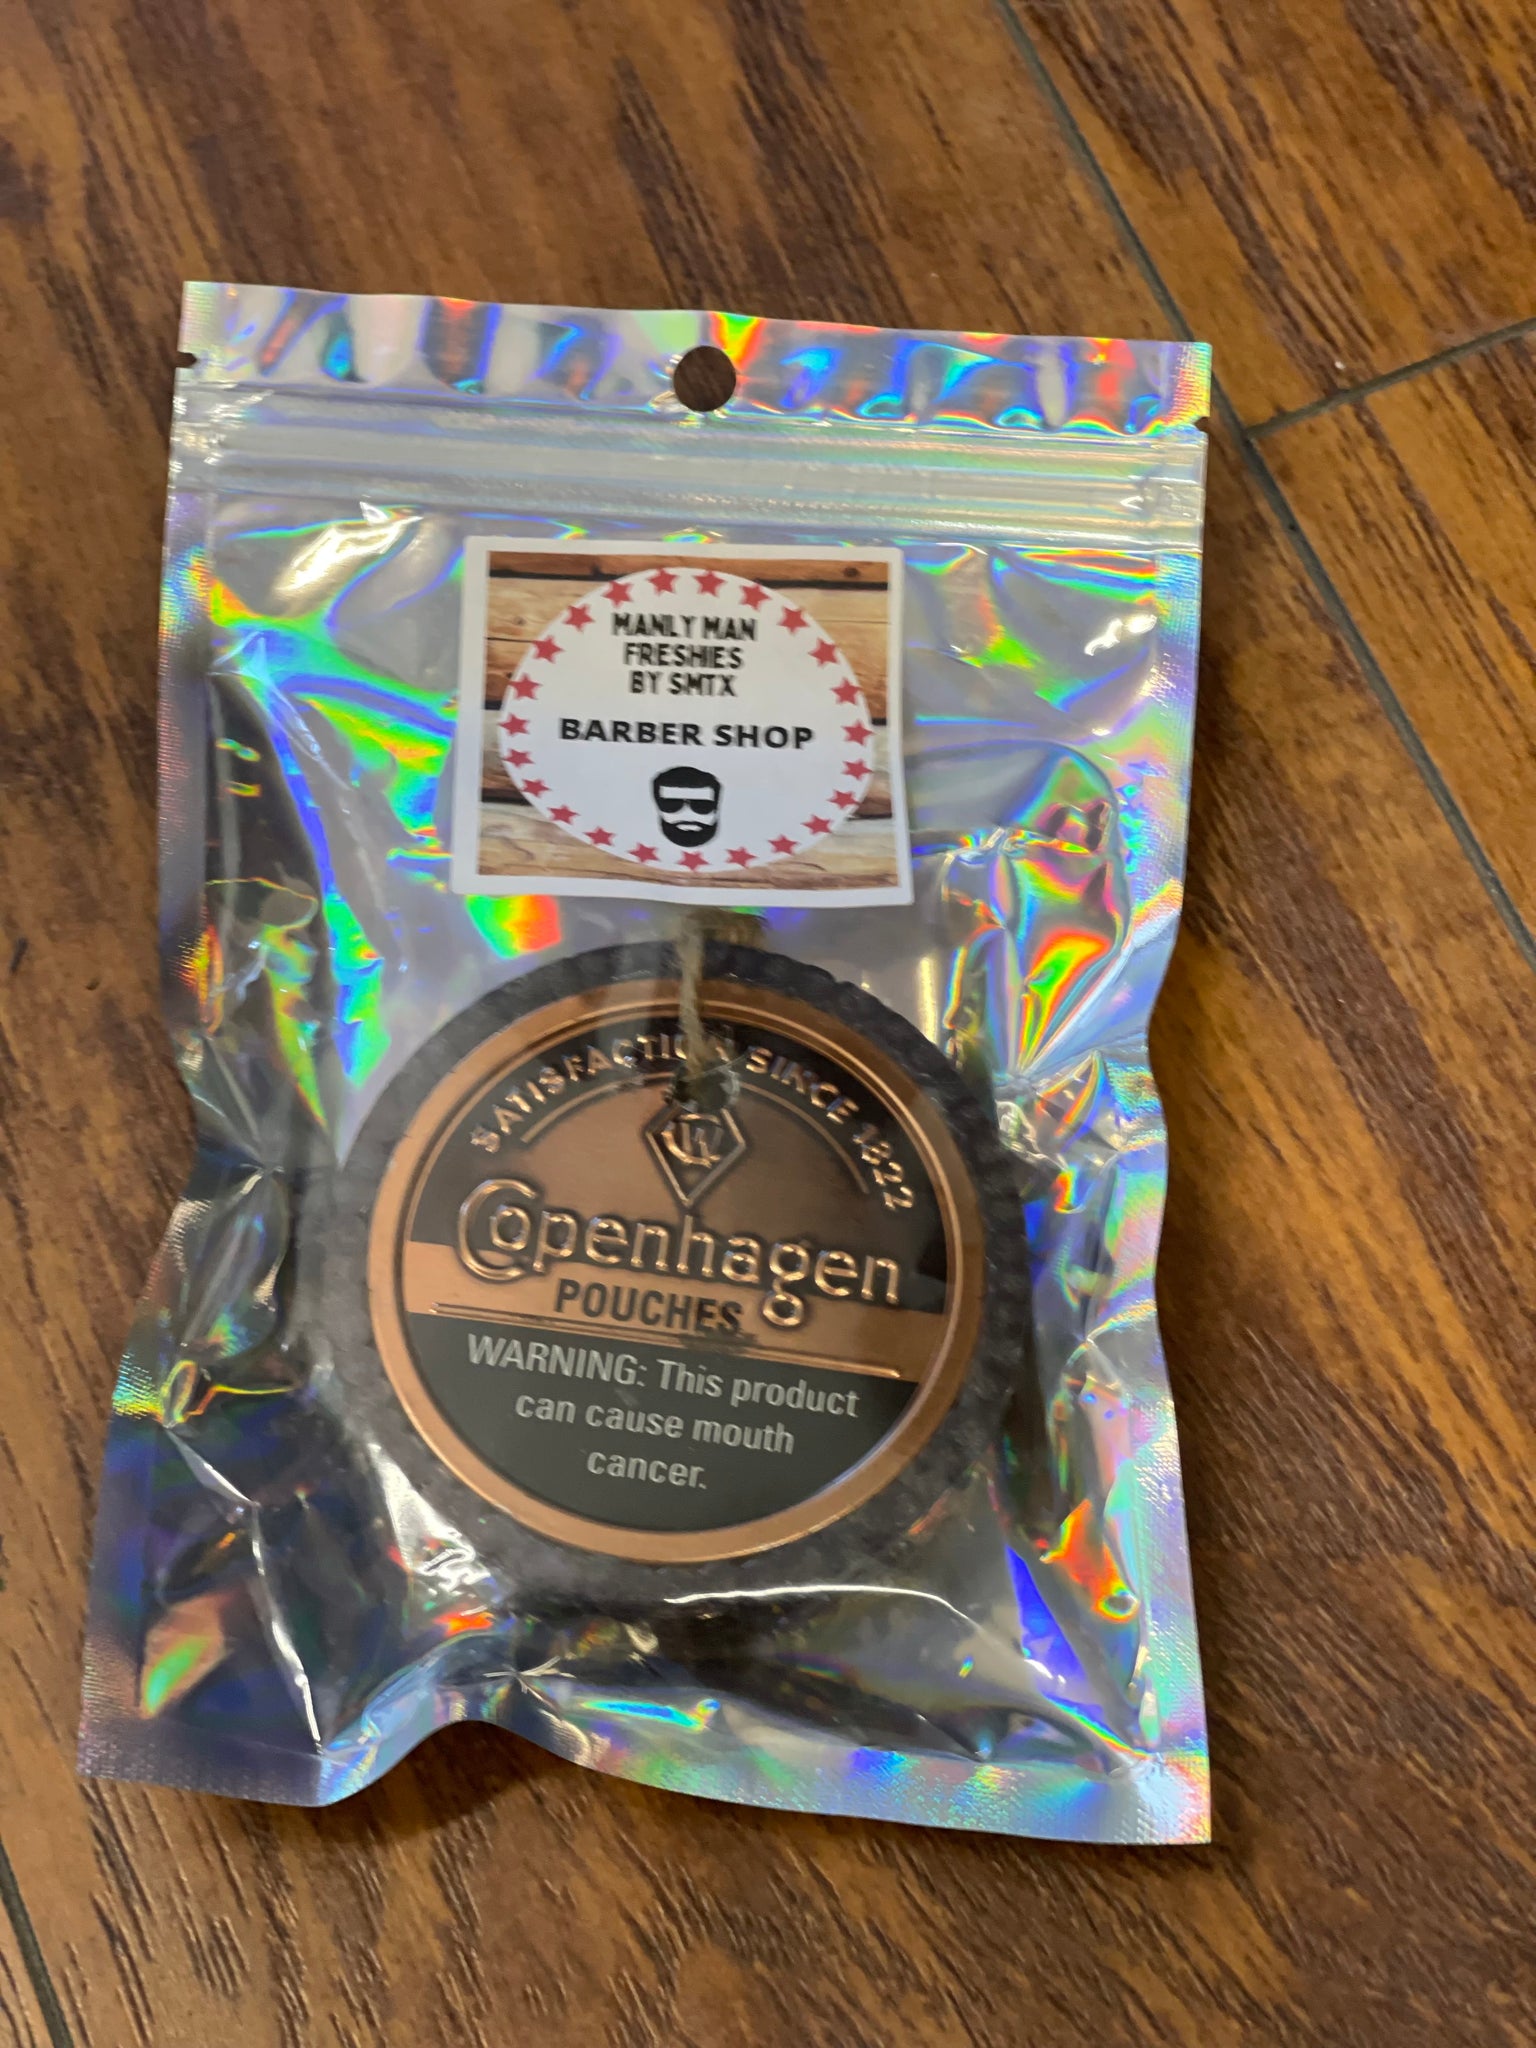 MANLY MAN
FRESHIES
BY SMTX
BARBER SHOP
SATISFACTION SINCE 1822
CW
Copenhagen
POUCHES
WARNING: This product
can cause mouth
cancer.